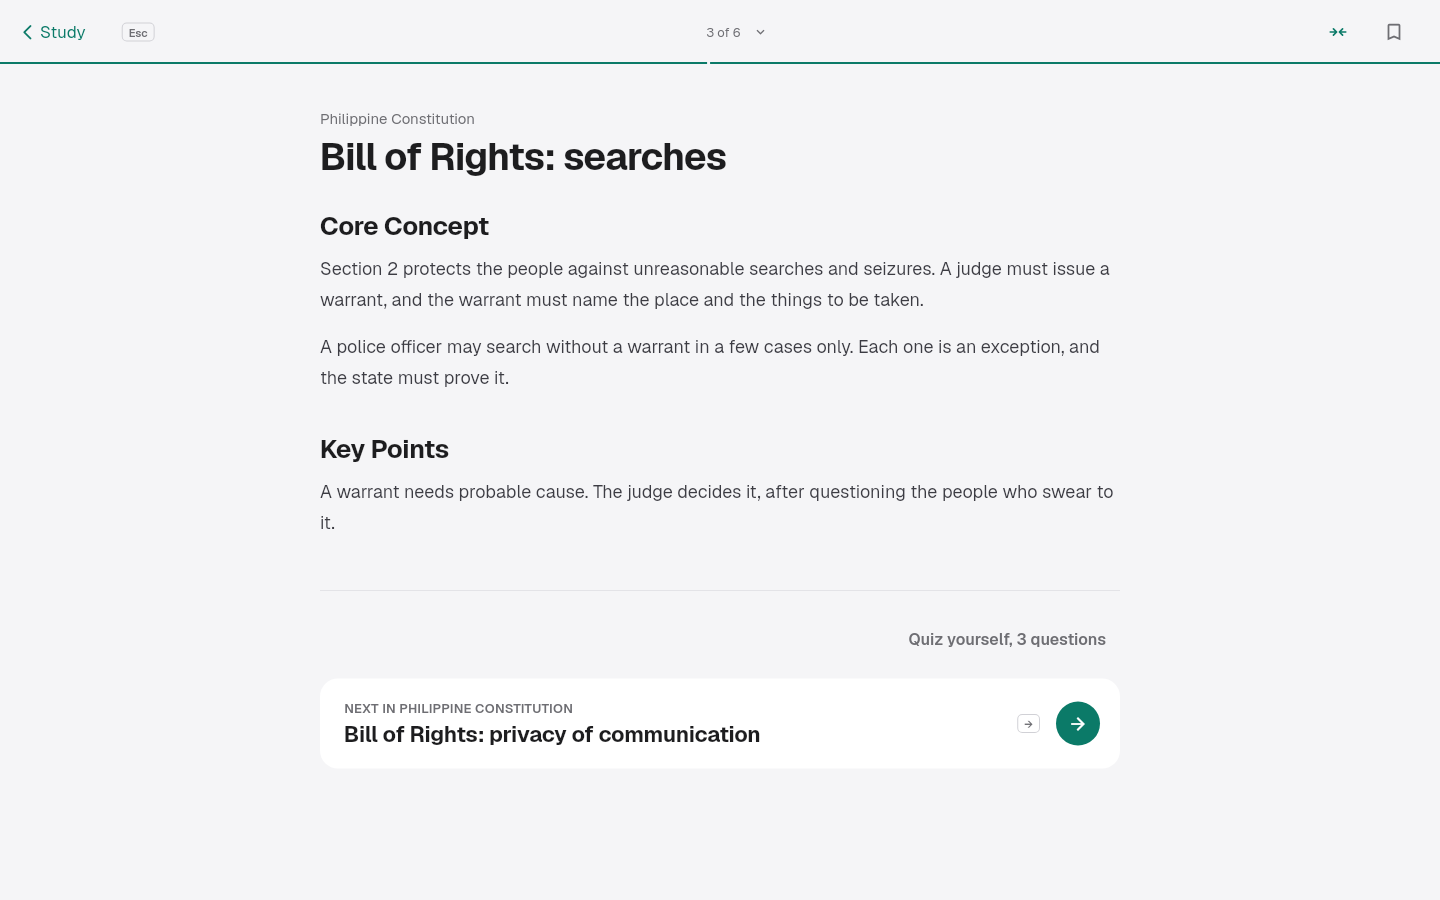 Study
Esc
3 of 6
Philippine Constitution
Bill of Rights: searches
Core Concept
Section 2 protects the people against unreasonable searches and seizures. A judge must issue a
warrant, and the warrant must name the place and the things to be taken.
A police officer may search without a warrant in a few cases only. Each one is an exception, and
the state must prove it.
Key Points
A warrant needs probable cause. The judge decides it, after questioning the people who swear to
it.
Quiz yourself, 3 questions
NEXT IN PHILIPPINE CONSTITUTION
Bill of Rights: privacy of communication